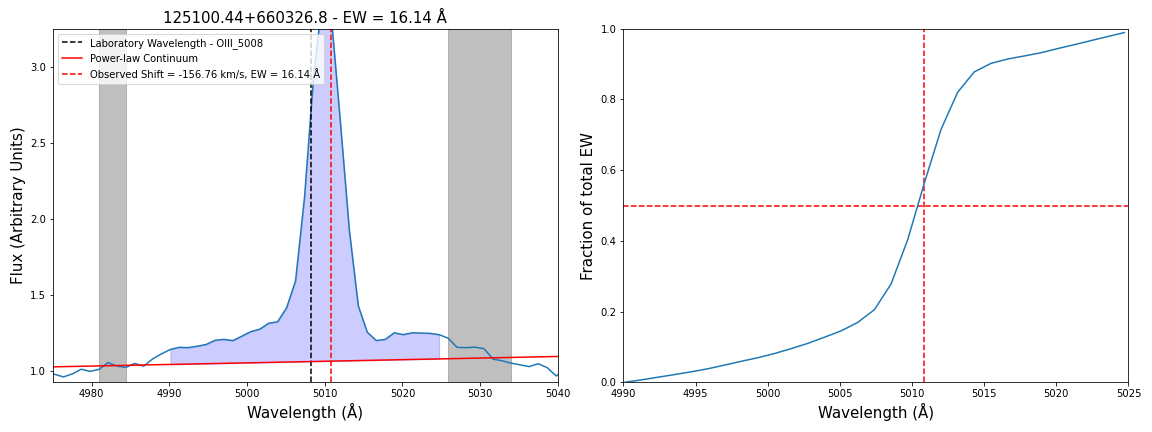 125100.44+660326.8 - EW = 16.14 Å
Laboratory Wavelength - OIII_5008
Power-law Continuum
Observed Shift = -156.76 km/s, EW = 16.14 Å
Flux (Arbitrary Units)
3.0
2.5
2.0
1.5
1.0
4980 4990 5000 5010 5020 5030 5040
Wavelength (Å)
Fraction of total EW
1.0
0.8
0.6
0.4
0.2
0.0
4990 4995 5000 5005 5010 5015 5020 5025
Wavelength (Å)